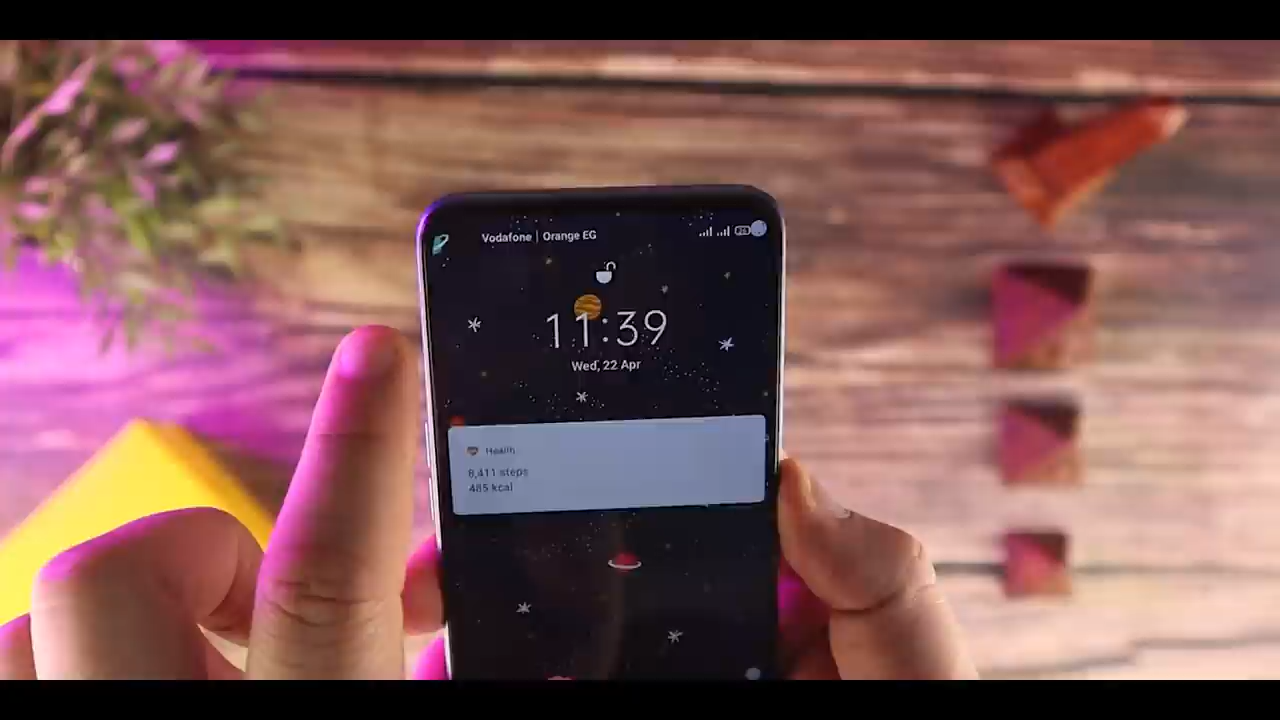 Vodafone | Orange EG
11:39
Wed, 22 Apr
Health
8,411 steps
485 kcal